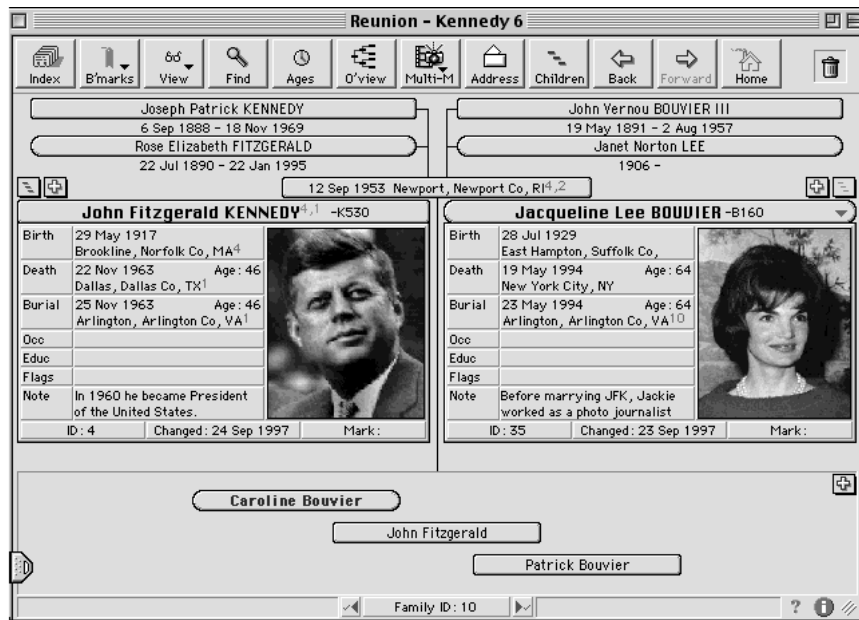 Reunion - Kennedy 6
Index B'marks View Find Ages O'view Multi-M Address Children Back Forward Home
Joseph Patrick KENNEDY
6 Sep 1888 - 18 Nov 1969
Rose Elizabeth FITZGERALD
22 Jul 1890 - 22 Jan 1995
John Vernou BOUVIER III
19 May 1891 - 2 Aug 1957
Janet Norton LEE
1906 -
12 Sep 1953 Newport, Newport Co, RI4,2
John Fitzgerald KENNEDY4,1 -K530
Birth 29 May 1917
Brookline, Norfolk Co, MA4
Death 22 Nov 1963 Age: 46
Dallas, Dallas Co, TX1
Burial 25 Nov 1963 Age: 46
Arlington, Arlington Co, VA1
Occ
Educ
Flags
Note In 1960 he became President
of the United States.
ID: 4 Changed: 24 Sep 1997 Mark:
Jacqueline Lee BOUVIER -B160
Birth 28 Jul 1929
East Hampton, Suffolk Co,
Death 19 May 1994 Age: 64
New York City, NY
Burial 23 May 1994 Age: 64
Arlington, Arlington Co, VA10
Occ
Educ
Flags
Note Before marrying JFK, Jackie
worked as a photo journalist
ID: 35 Changed: 23 Sep 1997 Mark:
Caroline Bouvier
John Fitzgerald
Patrick Bouvier
Family ID: 10
?